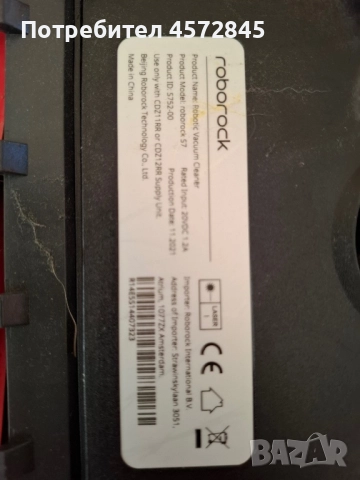 Потребител 4572845
roborock
Product Name: Robotic Vacuum Cleaner
Product Model: roborock S7
Rated Input: 20VDC 1.2A
Product ID: S752-00
Production Date: 11.2021
Use only with CDZ11RR or CDZ12RR Supply Unit.
Beijing Roborock Technology Co., Ltd.
Made in China
LASER
1
CE
Importer: Roborock International B.V.
Address of Importer: Strawinskylaan 3051,
Atrium, 1077ZX Amsterdam,
BAZAR
.bg